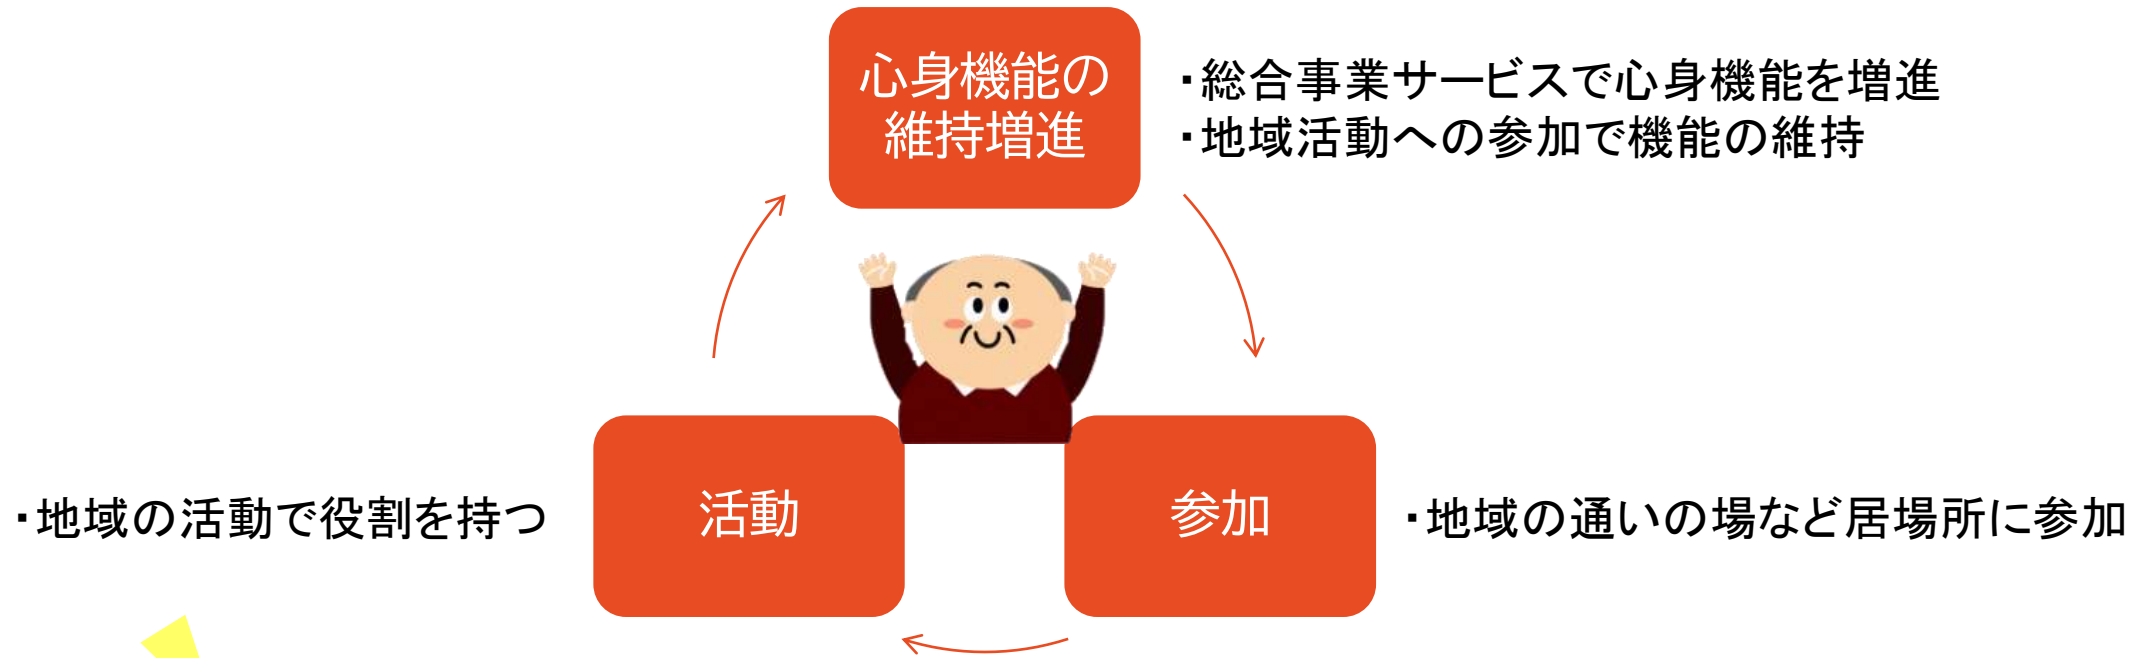 心身機能の
維持増進
・総合事業サービスで心身機能を増進
・地域活動への参加で機能の維持
・地域の活動で役割を持つ
活動
参加
・地域の通いの場など居場所に参加